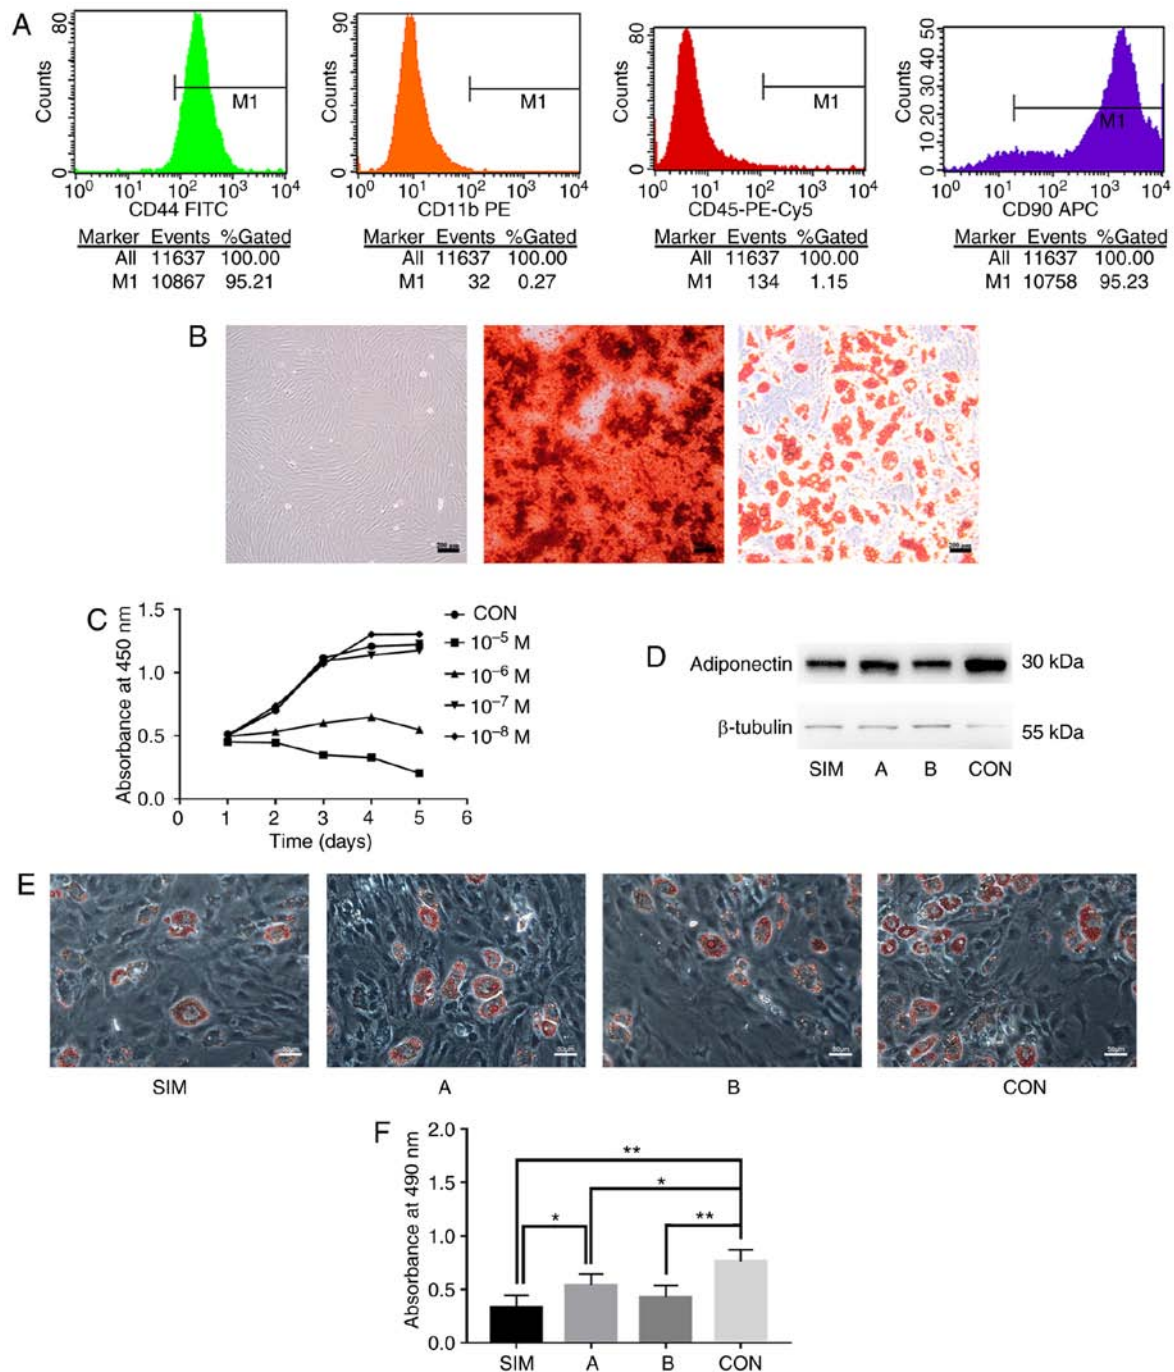 A
80
Counts
0
M1
10^0 10^1 10^2 10^3 10^4
CD44 FITC
Marker Events %Gated
All 11637 100.00
M1 10867 95.21
90
Counts
0
M1
10^0 10^1 10^2 10^3 10^4
CD11b PE
Marker Events %Gated
All 11637 100.00
M1 32 0.27
80
Counts
0
M1
10^0 10^1 10^2 10^3 10^4
CD45-PE-Cy5
Marker Events %Gated
All 11637 100.00
M1 134 1.15
50
40
30
20
10
0
Counts
M1
10^0 10^1 10^2 10^3 10^4
CD90 APC
Marker Events %Gated
All 11637 100.00
M1 10758 95.23
B
200 μm
200 μm
C
Absorbance at 450 nm
1.5
1.0
0.5
0.0
0 1 2 3 4 5 6
Time (days)
CON
10^–5 M
10^–6 M
10^–7 M
10^–8 M
D
Adiponectin 30 kDa
β-tubulin 55 kDa
SIM A B CON
E
50μm
50μm
50μm
50μm
SIM A B CON
F
Absorbance at 490 nm
2.0
1.5
1.0
0.5
0.0
**
*
* **
SIM A B CON